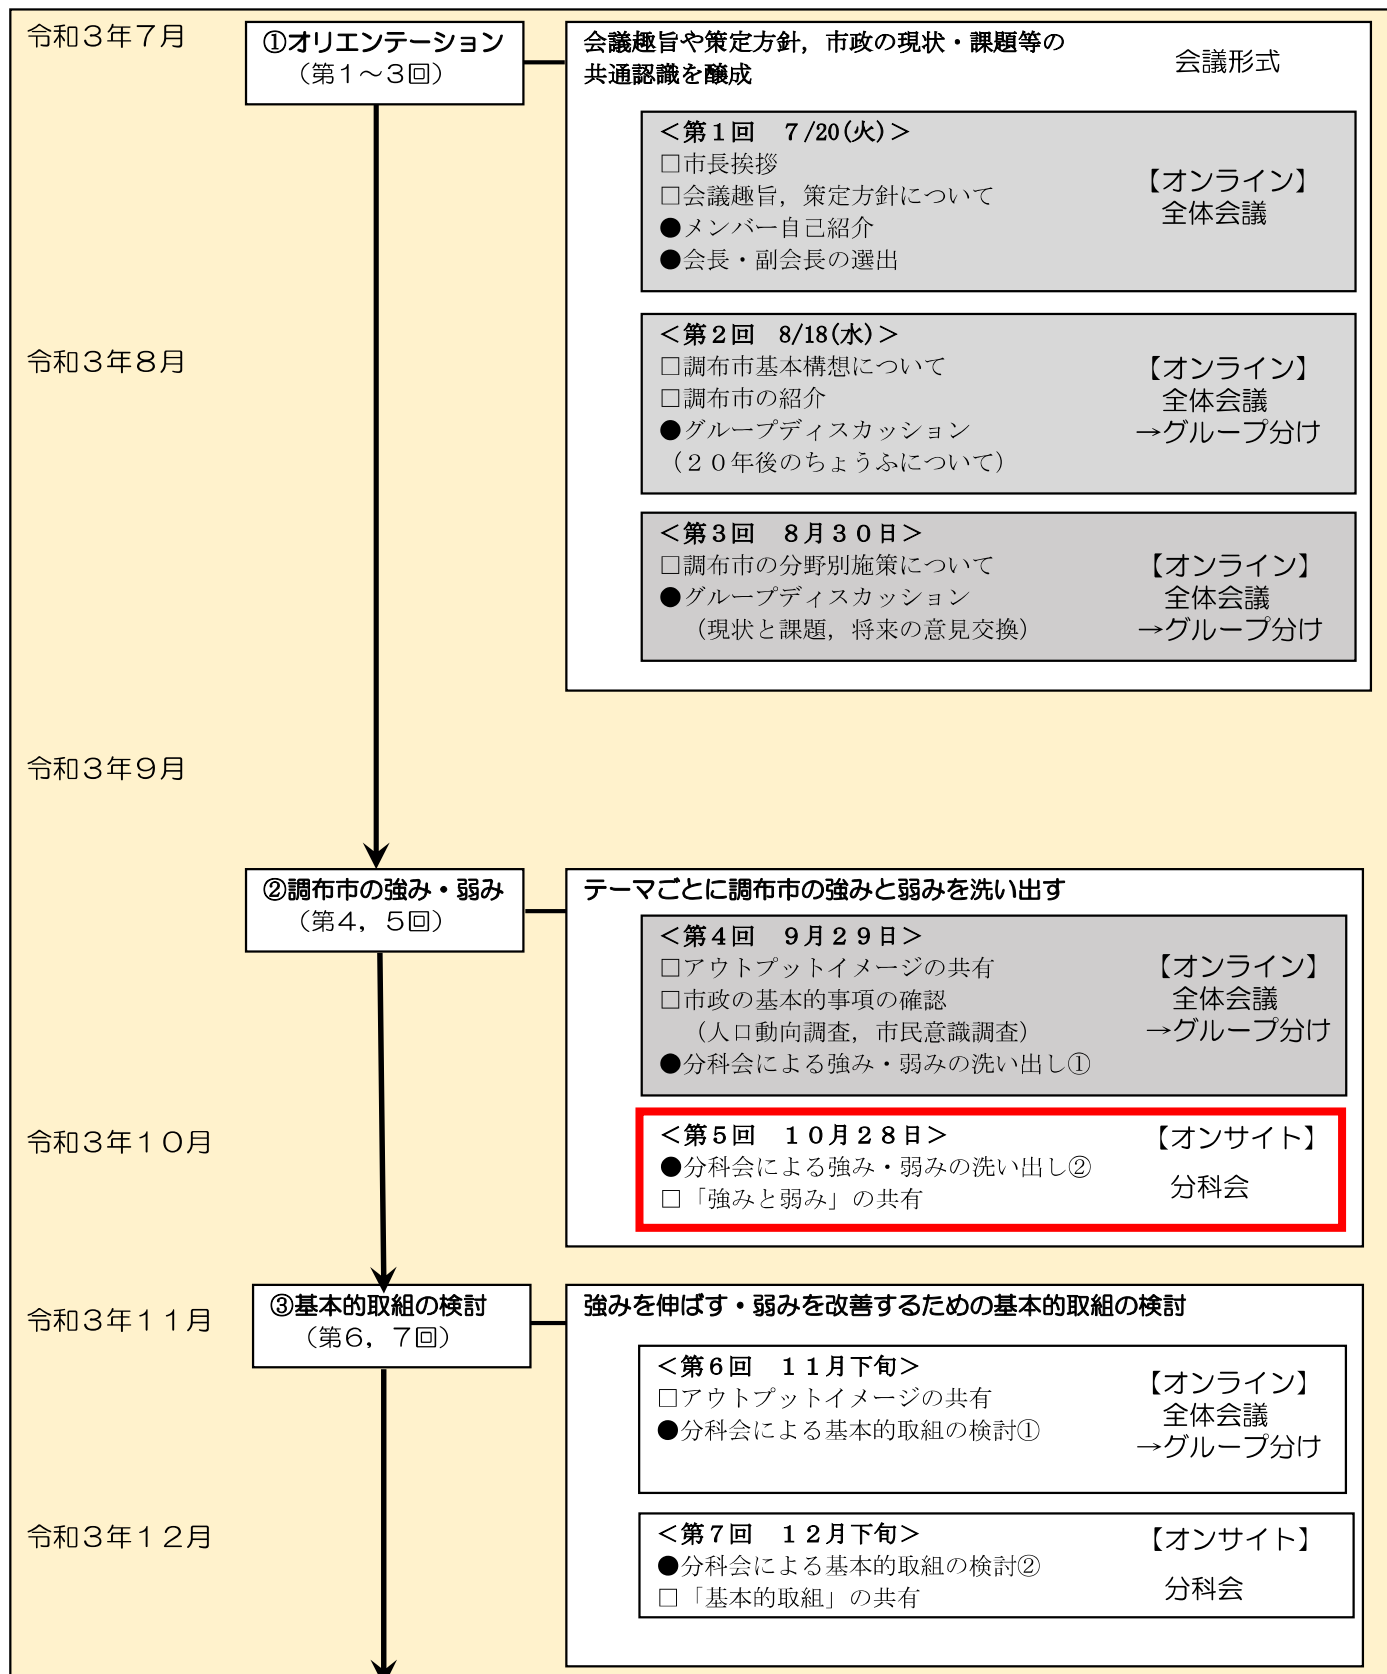 令和３年７月
①オリエンテーション
（第１～３回）
会議趣旨や策定方針，市政の現状・課題等の
共通認識を醸成
会議形式
＜第１回　７/20(火)＞
□市長挨拶
□会議趣旨，策定方針について
●メンバー自己紹介
●会長・副会長の選出
【オンライン】
全体会議
令和３年８月
＜第２回　8/18(水)＞
□調布市基本構想について
□調布市の紹介
●グループディスカッション
（２０年後のちょうふについて）
【オンライン】
全体会議
→グループ分け
＜第３回　８月３０日＞
□調布市の分野別施策について
●グループディスカッション
（現状と課題，将来の意見交換）
【オンライン】
全体会議
→グループ分け
令和３年９月
②調布市の強み・弱み
（第４，５回）
テーマごとに調布市の強みと弱みを洗い出す
＜第４回　９月２９日＞
□アウトプットイメージの共有
□市政の基本的事項の確認
（人口動向調査，市民意識調査）
●分科会による強み・弱みの洗い出し①
【オンライン】
全体会議
→グループ分け
令和３年１０月
＜第５回　１０月２８日＞
●分科会による強み・弱みの洗い出し②
□「強みと弱み」の共有
【オンサイト】
分科会
令和３年１１月
③基本的取組の検討
（第６，７回）
強みを伸ばす・弱みを改善するための基本的取組の検討
＜第６回　１１月下旬＞
□アウトプットイメージの共有
●分科会による基本的取組の検討①
【オンライン】
全体会議
→グループ分け
令和３年１２月
＜第７回　１２月下旬＞
●分科会による基本的取組の検討②
□「基本的取組」の共有
【オンサイト】
分科会